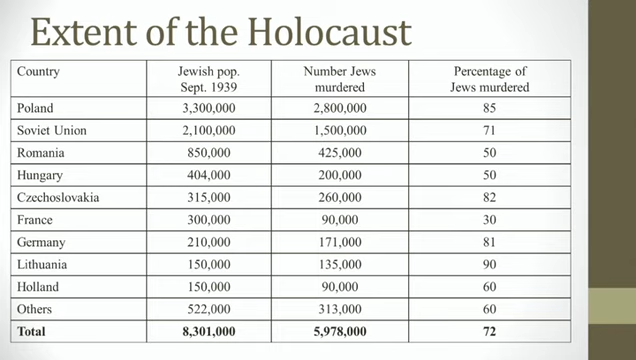 Extent of the Holocaust
Country Jewish pop. Sept. 1939 Number Jews murdered Percentage of Jews murdered
Poland 3,300,000 2,800,000 85
Soviet Union 2,100,000 1,500,000 71
Romania 850,000 425,000 50
Hungary 404,000 200,000 50
Czechoslovakia 315,000 260,000 82
France 300,000 90,000 30
Germany 210,000 171,000 81
Lithuania 150,000 135,000 90
Holland 150,000 90,000 60
Others 522,000 313,000 60
Total 8,301,000 5,978,000 72